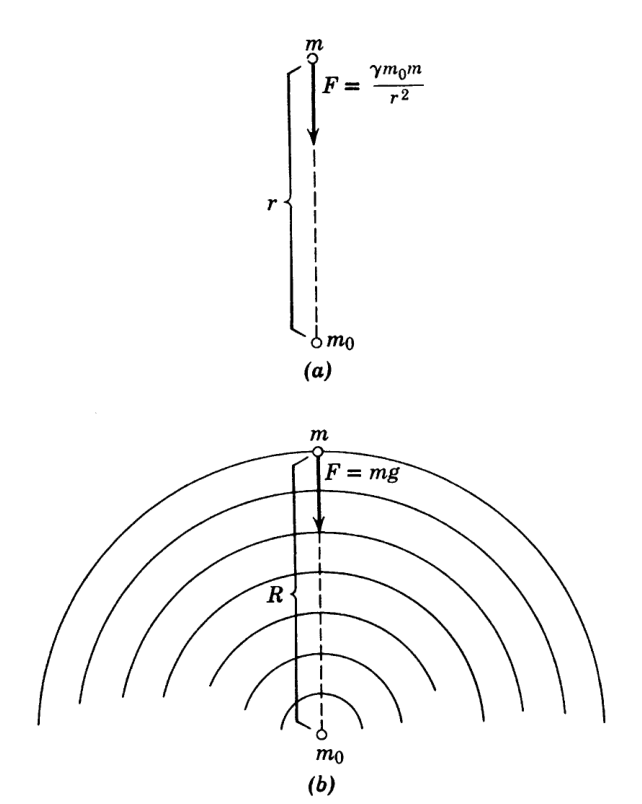 m
F = γm₀m / r²
r
m₀
(a)
m
F = mg
R
m₀
(b)